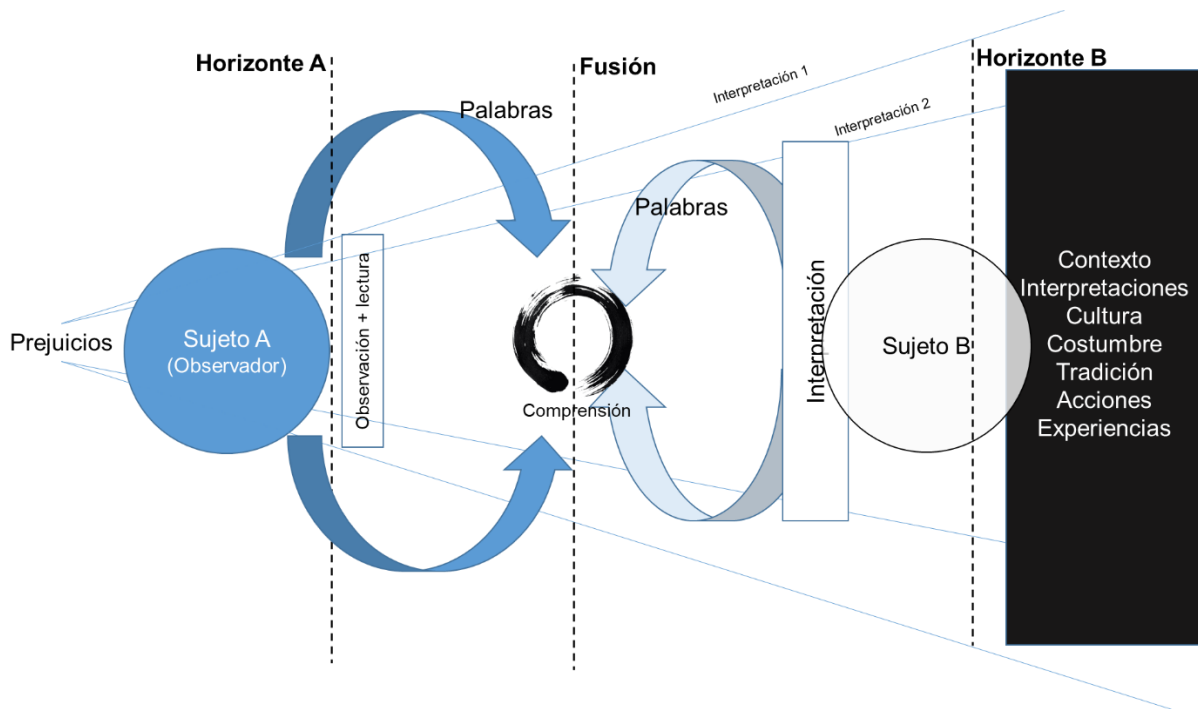 Horizonte A
Fusión
Horizonte B
Palabras
Interpretación 1
Interpretación 2
Palabras
Prejuicios
Sujeto A
(Observador)
Observación + lectura
Comprensión
Interpretación
Sujeto B
Contexto
Interpretaciones
Cultura
Costumbre
Tradición
Acciones
Experiencias